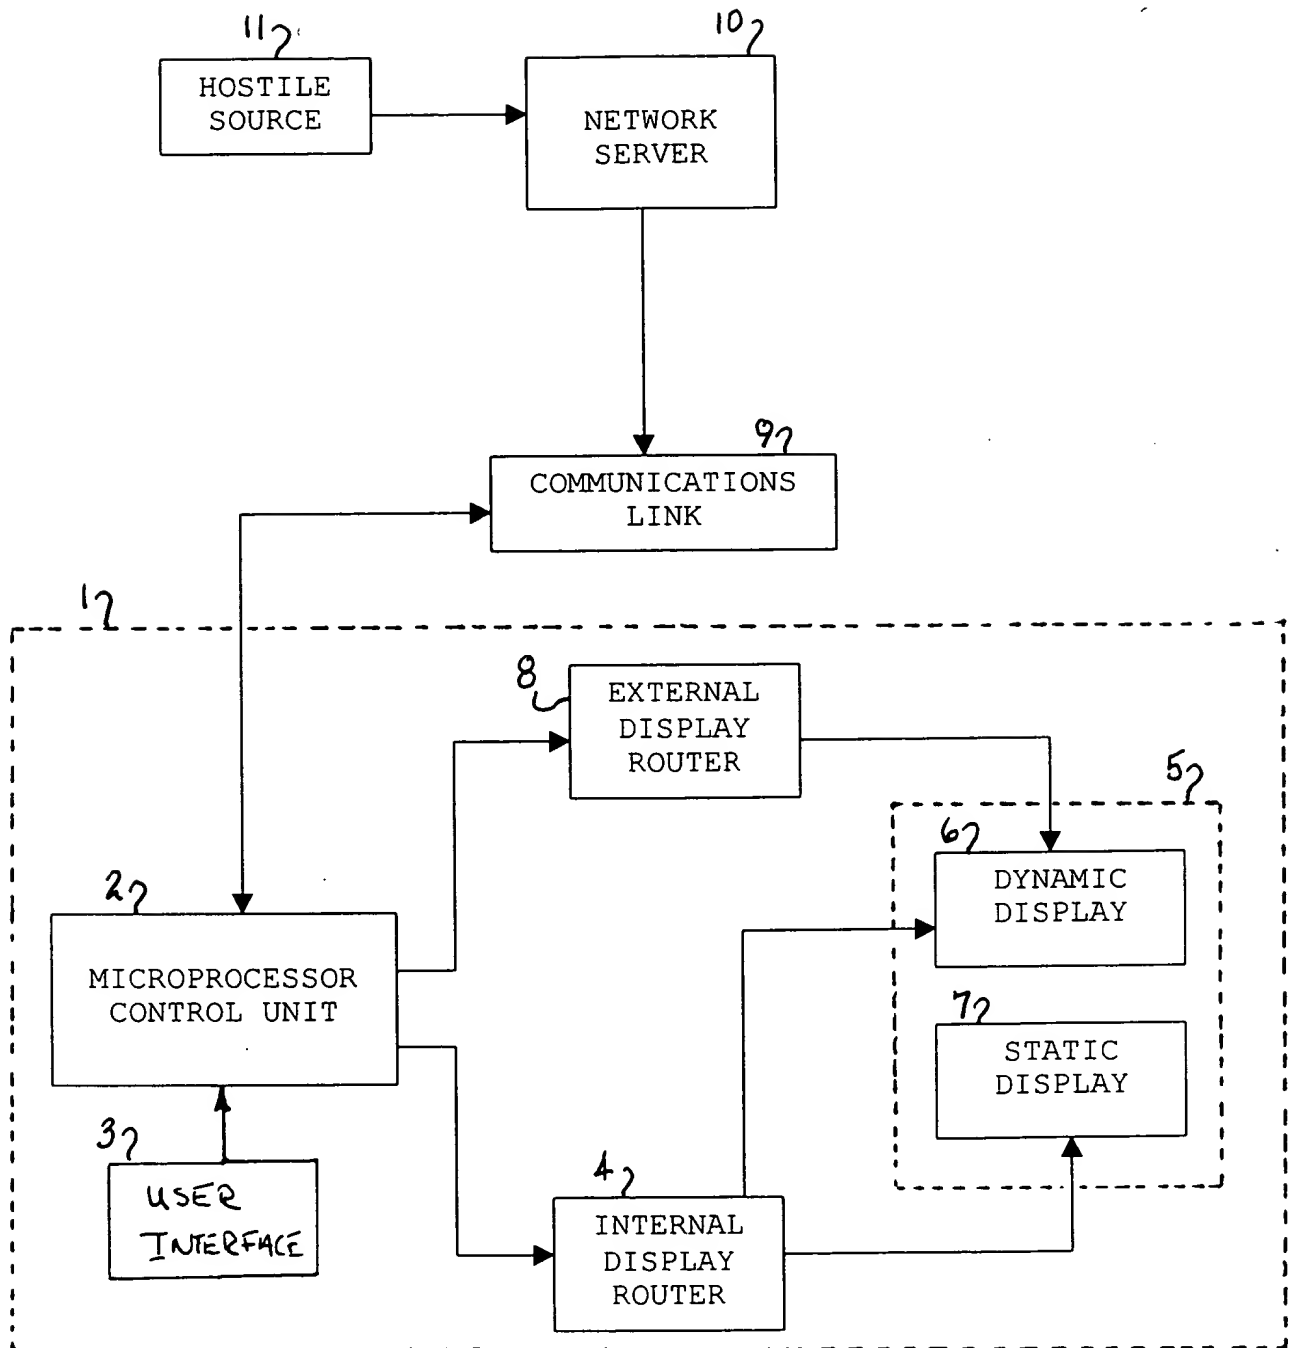 11
HOSTILE
SOURCE
10
NETWORK
SERVER
9
COMMUNICATIONS
LINK
1
8
EXTERNAL
DISPLAY
ROUTER
5
6
DYNAMIC
DISPLAY
2
MICROPROCESSOR
CONTROL UNIT
7
STATIC
DISPLAY
3
USER
INTERFACE
4
INTERNAL
DISPLAY
ROUTER